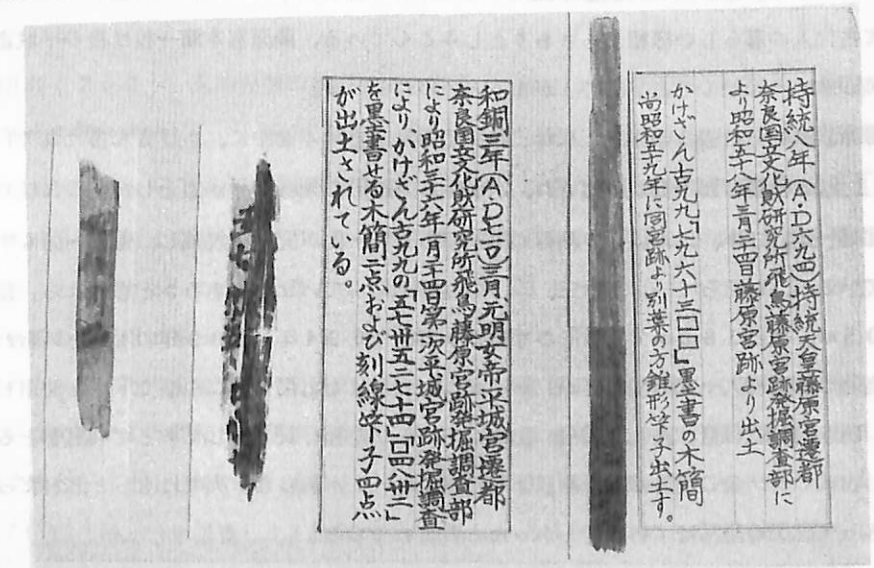 持統八年(A・D六九四)持統天皇藤原宮遷都
奈良国立文化財研究所飛鳥藤原宮跡発掘調査部に
より昭和五十八年三月二十四日藤原宮跡より出土
かけざん古九九「七九六十三□□」墨書の木簡
尚昭和五十九年に同宮跡より別葉の方錐形
出土す。
和銅三年(A・D七一〇)三月元明女帝平城宮
都
奈良国立文化財研究所飛鳥藤原宮跡発掘調査部
により昭和三十六年
月二十四日第
次平城宮跡発掘調査
によりかけざん古九九の「五七卅五二七十四」「□四八卅二」
を墨書せる木簡二点および刻線
子四点
が出土されている。